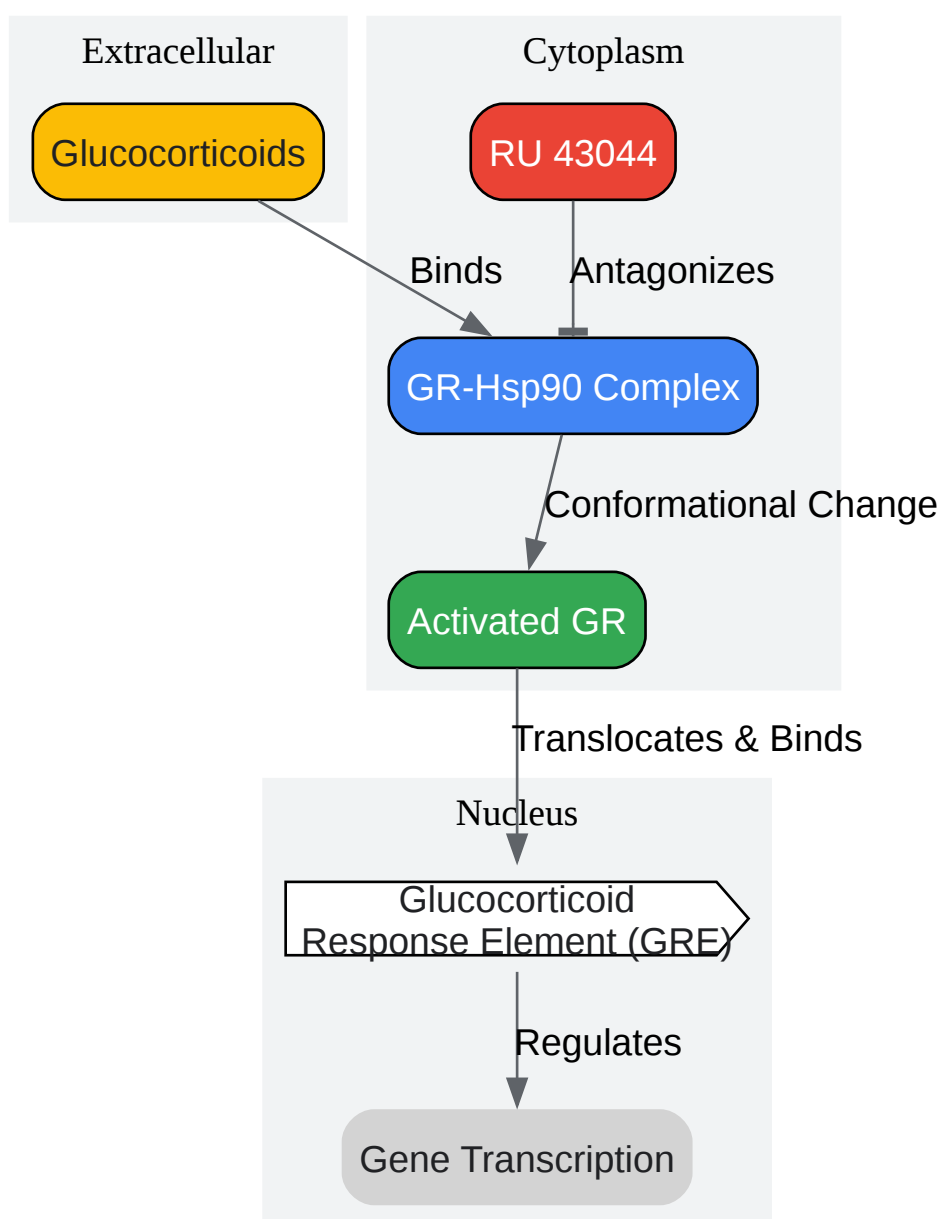 Extracellular
Cytoplasm
Glucocorticoids
RU 43044
Binds
Antagonizes
GR-Hsp90 Complex
Conformational Change
Activated GR
Translocates & Binds
Nucleus
Glucocorticoid
Response Element (GRE)
Regulates
Gene Transcription